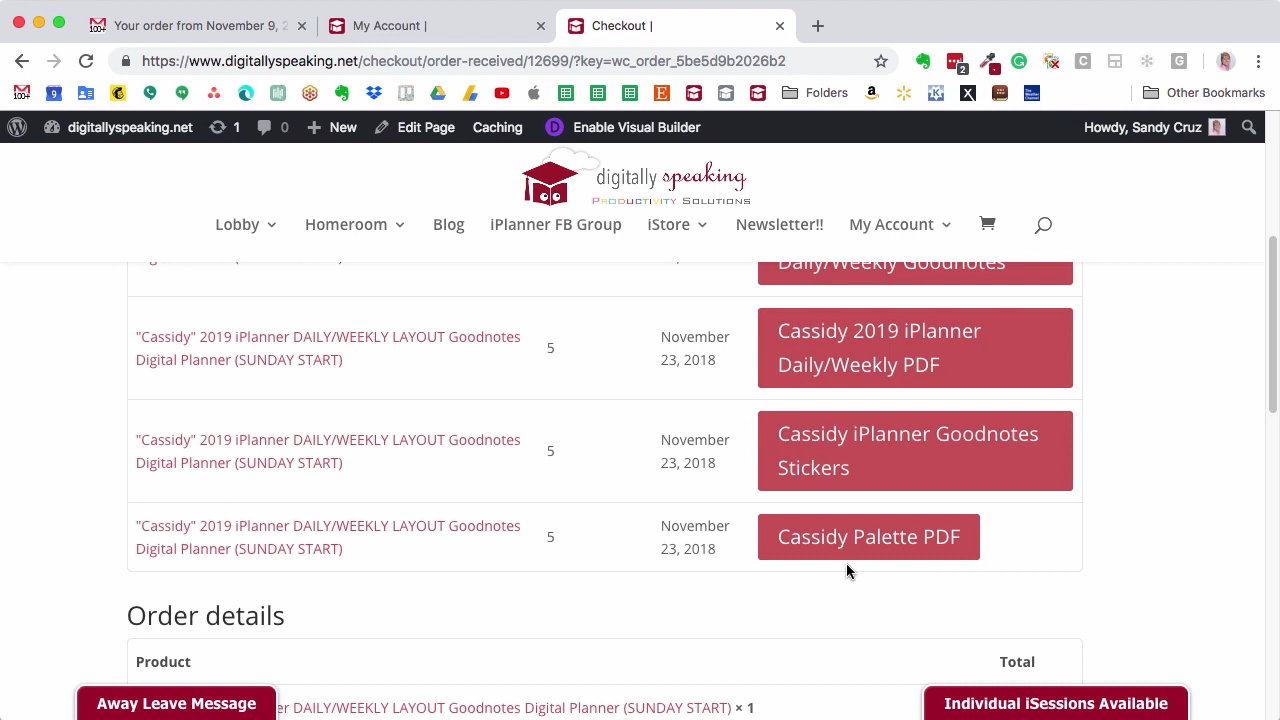 Your order from November 9, 2
My Account |
Checkout |
https://www.digitallyspeaking.net/checkout/order-received/12699/?key=wc_order_5be5d9b2026b2
2
Folders
Other Bookmarks
digitallyspeaking.net
1
0
New
Edit Page
Caching
D
Enable Visual Builder
Howdy, Sandy Cruz
digitally speaking
PRODUCTIVITY SOLUTIONS
Lobby
Homeroom
Blog
iPlanner FB Group
iStore
Newsletter!!
My Account
Daily/Weekly Goodnotes
"Cassidy" 2019 iPlanner DAILY/WEEKLY LAYOUT Goodnotes
Digital Planner (SUNDAY START)
5
November
23, 2018
Cassidy 2019 iPlanner
Daily/Weekly PDF
"Cassidy" 2019 iPlanner DAILY/WEEKLY LAYOUT Goodnotes
Digital Planner (SUNDAY START)
5
November
23, 2018
Cassidy iPlanner Goodnotes
Stickers
"Cassidy" 2019 iPlanner DAILY/WEEKLY LAYOUT Goodnotes
Digital Planner (SUNDAY START)
5
November
23, 2018
Cassidy Palette PDF
Order details
Product
Total
er DAILY/WEEKLY LAYOUT Goodnotes Digital Planner (SUNDAY START) × 1
Away Leave Message
Individual iSessions Available